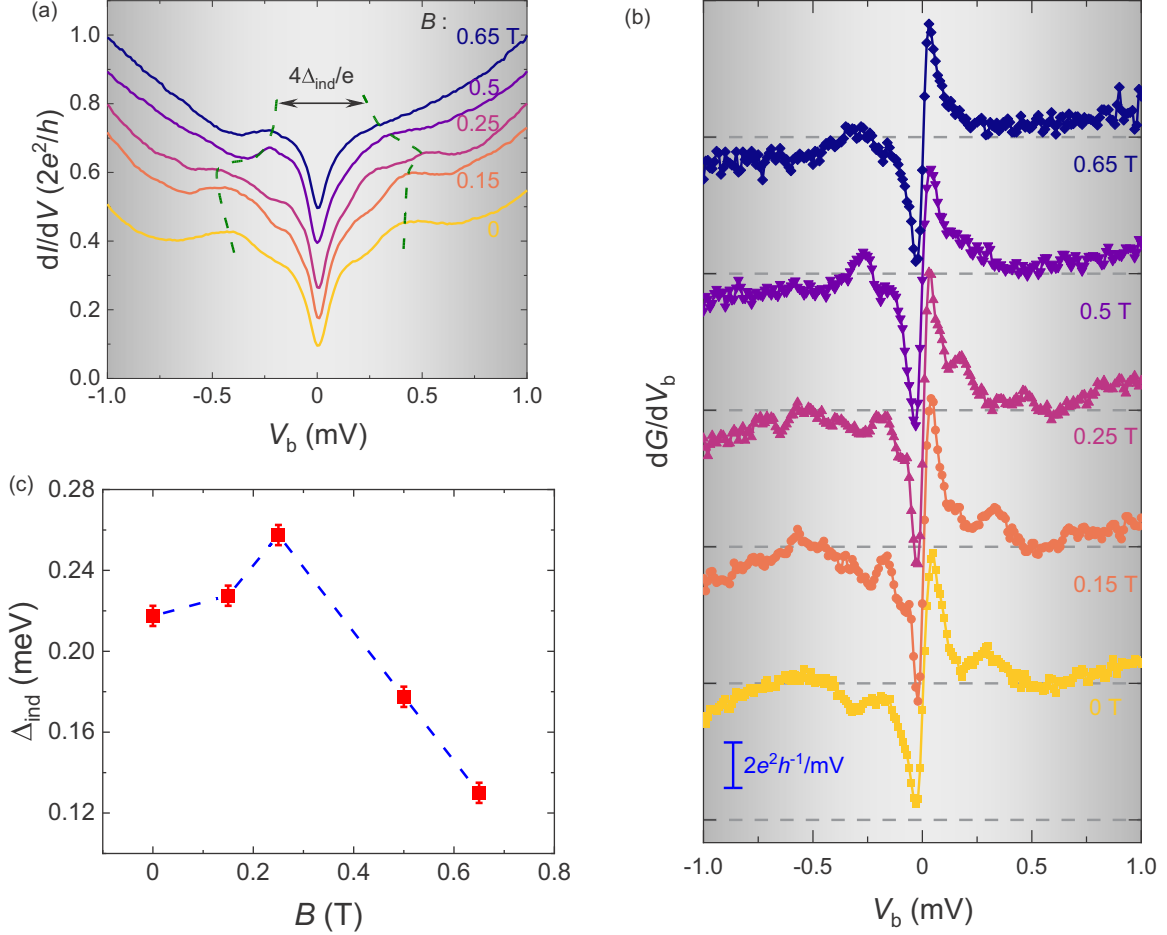 (a)
B :
0.65 T
0.5
0.25
0.15
0
4Δind/e
1.0
0.8
0.6
0.4
0.2
0.0
dI/dV (2e²/h)
-1.0 -0.5 0 0.5 1.0
Vb (mV)
(b)
0.65 T
0.5 T
0.25 T
0.15 T
0 T
2e²h⁻¹/mV
dG/dVb
-1.0 -0.5 0 0.5 1.0
Vb (mV)
(c)
0.28
0.24
0.20
0.16
0.12
Δind (meV)
0 0.2 0.4 0.6 0.8
B (T)